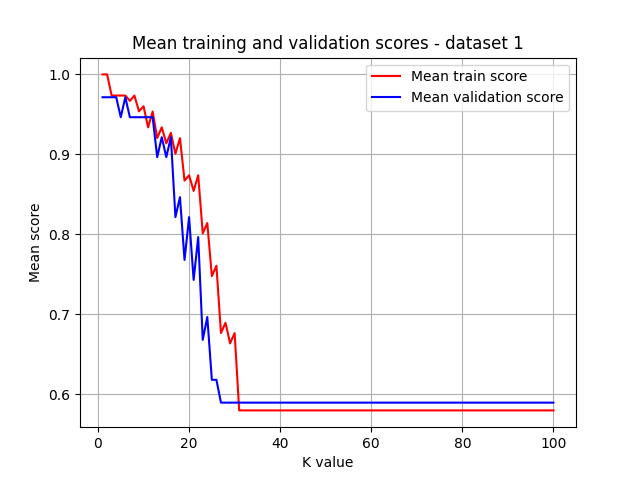 Mean training and validation scores - dataset 1
Mean train score
Mean validation score
1.0
0.9
0.8
0.7
0.6
Mean score
0
20
40
60
80
100
K value